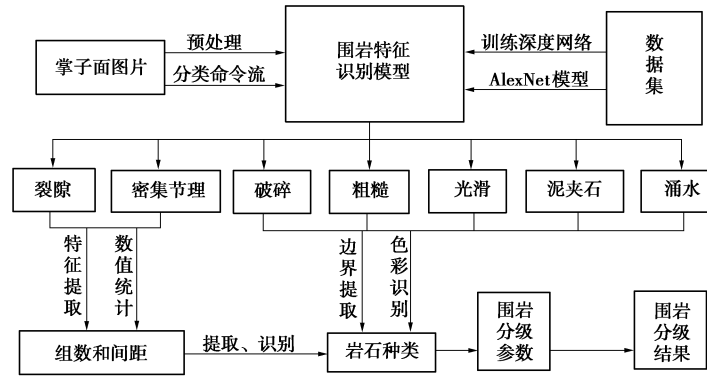 掌子面图片
预处理
分类命令流
围岩特征
识别模型
训练深度网络
AlexNet模型
数据集
裂隙
密集节理
破碎
粗糙
光滑
泥夹石
涌水
特征提取
数值统计
边界提取
色彩识别
组数和间距
提取、识别
岩石种类
围岩
分级
参数
围岩
分级
结果